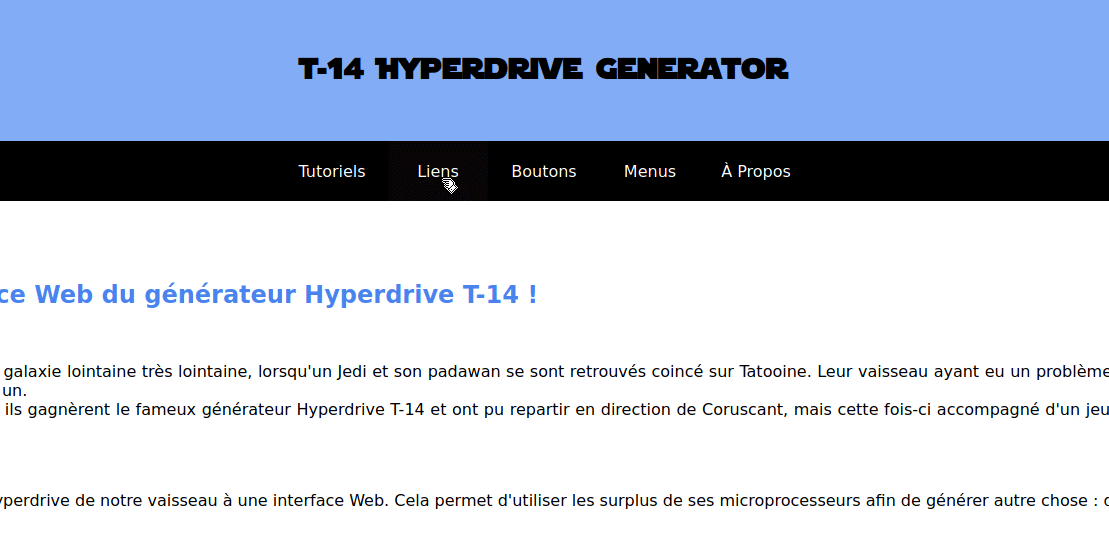 T-14 HYPERDRIVE GENERATOR
Tutoriels Liens Boutons Menus À Propos
ce Web du générateur Hyperdrive T-14 !
galaxie lointaine très lointaine, lorsqu'un Jedi et son padawan se sont retrouvés coincé sur Tatooine. Leur vaisseau ayant eu un problème
un.
ils gagnèrent le fameux générateur Hyperdrive T-14 et ont pu repartir en direction de Coruscant, mais cette fois-ci accompagné d'un jeu
yperdrive de notre vaisseau à une interface Web. Cela permet d'utiliser les surplus de ses microprocesseurs afin de générer autre chose :